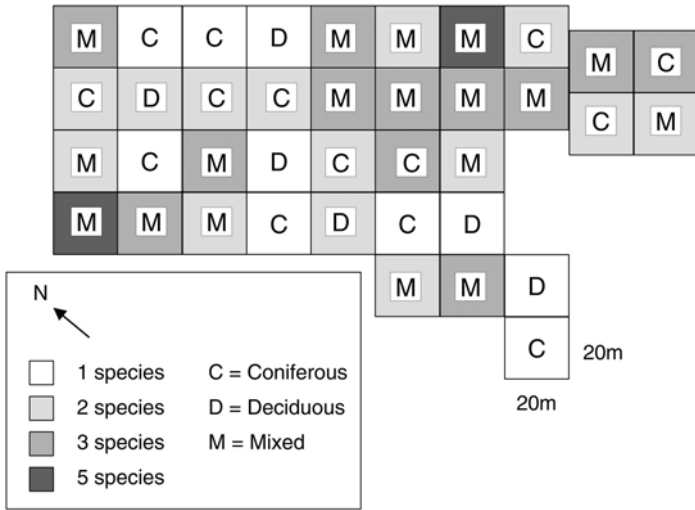 M C C D M M M C
M C
C D C C M M M M
C M
M C M D C C M
M M M C D C D
M M D
N
C
20m
1 species C = Coniferous
20m
2 species D = Deciduous
3 species M = Mixed
5 species